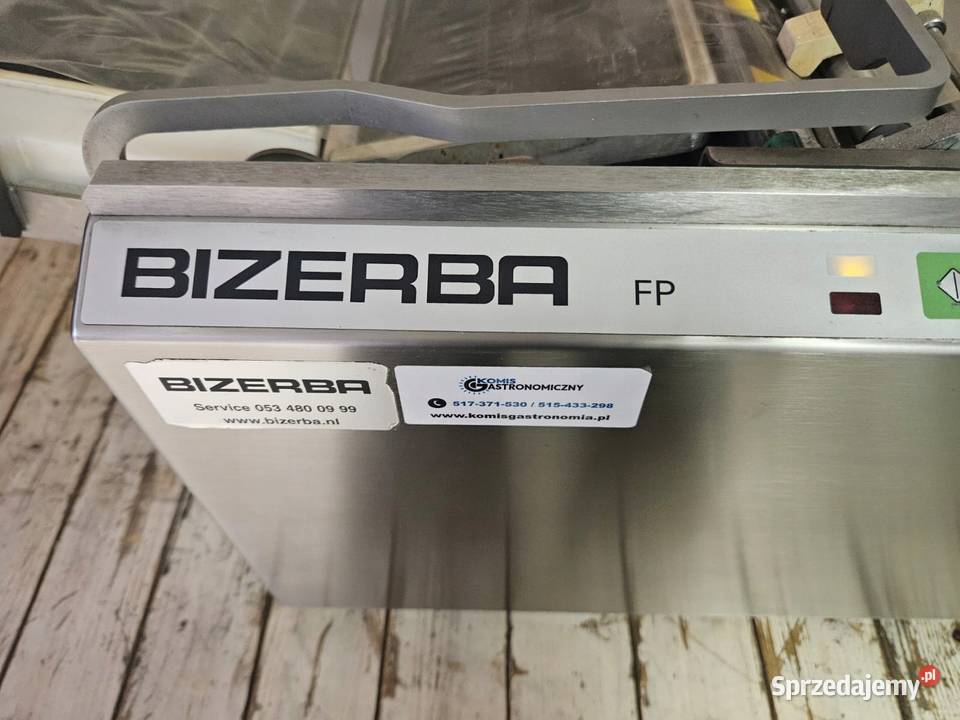 BIZERBA FP
BIZERBA
Service 053 480 09 99
www.bizerba.nl
KOMIS
GASTRONOMICZNY
517-371-530 / 515-433-298
www.komisgastronomia.pl
Sprzedajemy.pl